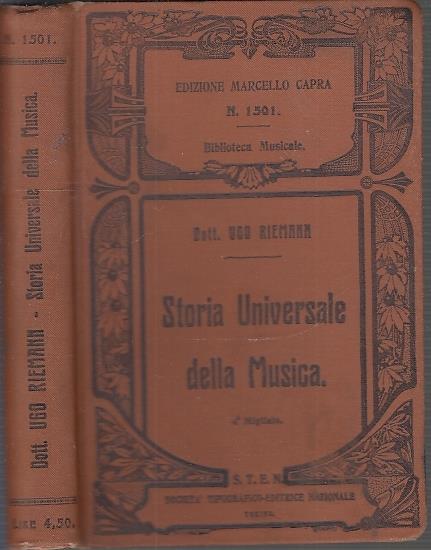 N. 1501.
Dott. UGO RIEMANN - Storia Universale della Musica.
Lire 4,50.
EDIZIONE MARCELLO CAPRA
N. 1501.
Biblioteca Musicale.
Dott. UGO RIEMANN
Storia Universale
della Musica.
Migliaio.
S.T.E.N.
SOCIETÀ TIPOGRAFICO-EDITRICE NAZIONALE
TORINO.